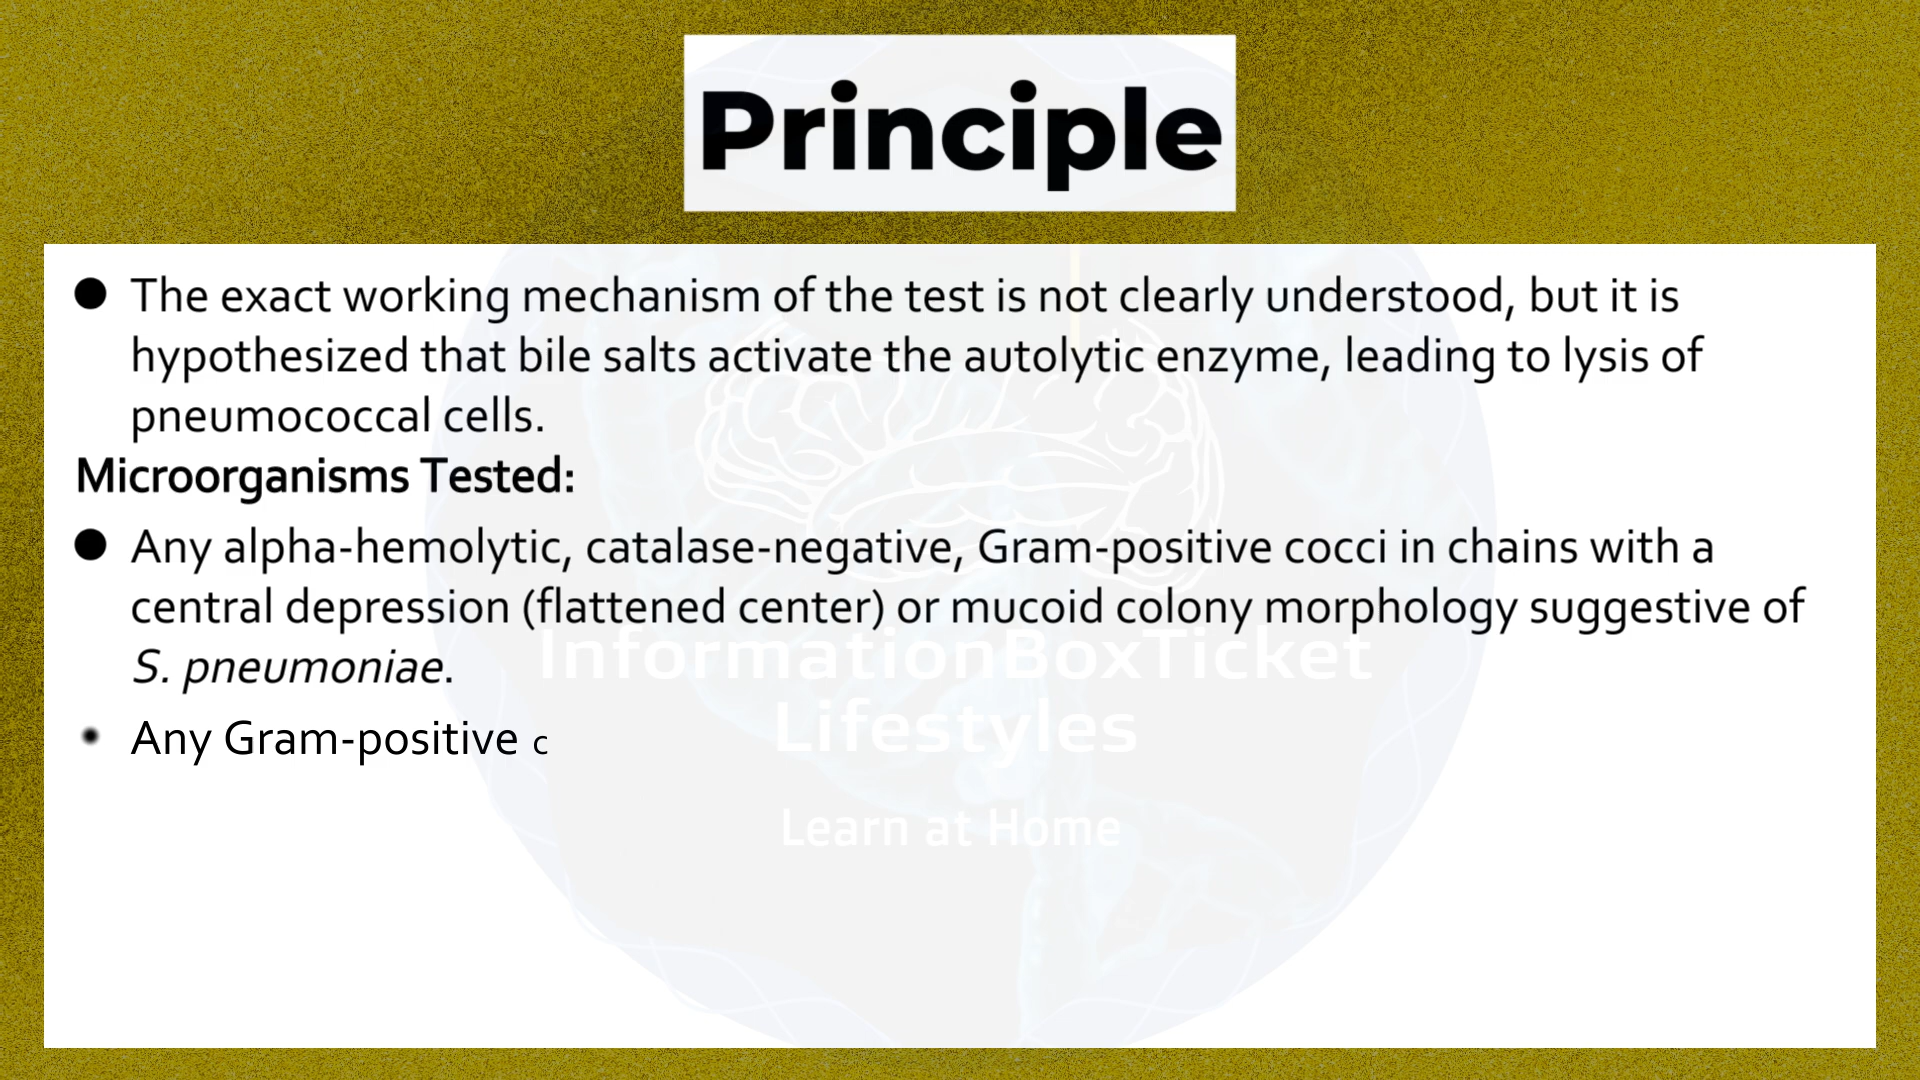 Principle
● The exact working mechanism of the test is not clearly understood, but it is
hypothesized that bile salts activate the autolytic enzyme, leading to lysis of
pneumococcal cells.
Microorganisms Tested:
● Any alpha-hemolytic, catalase-negative, Gram-positive cocci in chains with a
central depression (flattened center) or mucoid colony morphology suggestive of
S. pneumoniae.
● Any Gram-positive c
InformationBoxTicket
Lifestyles
Learn at Home